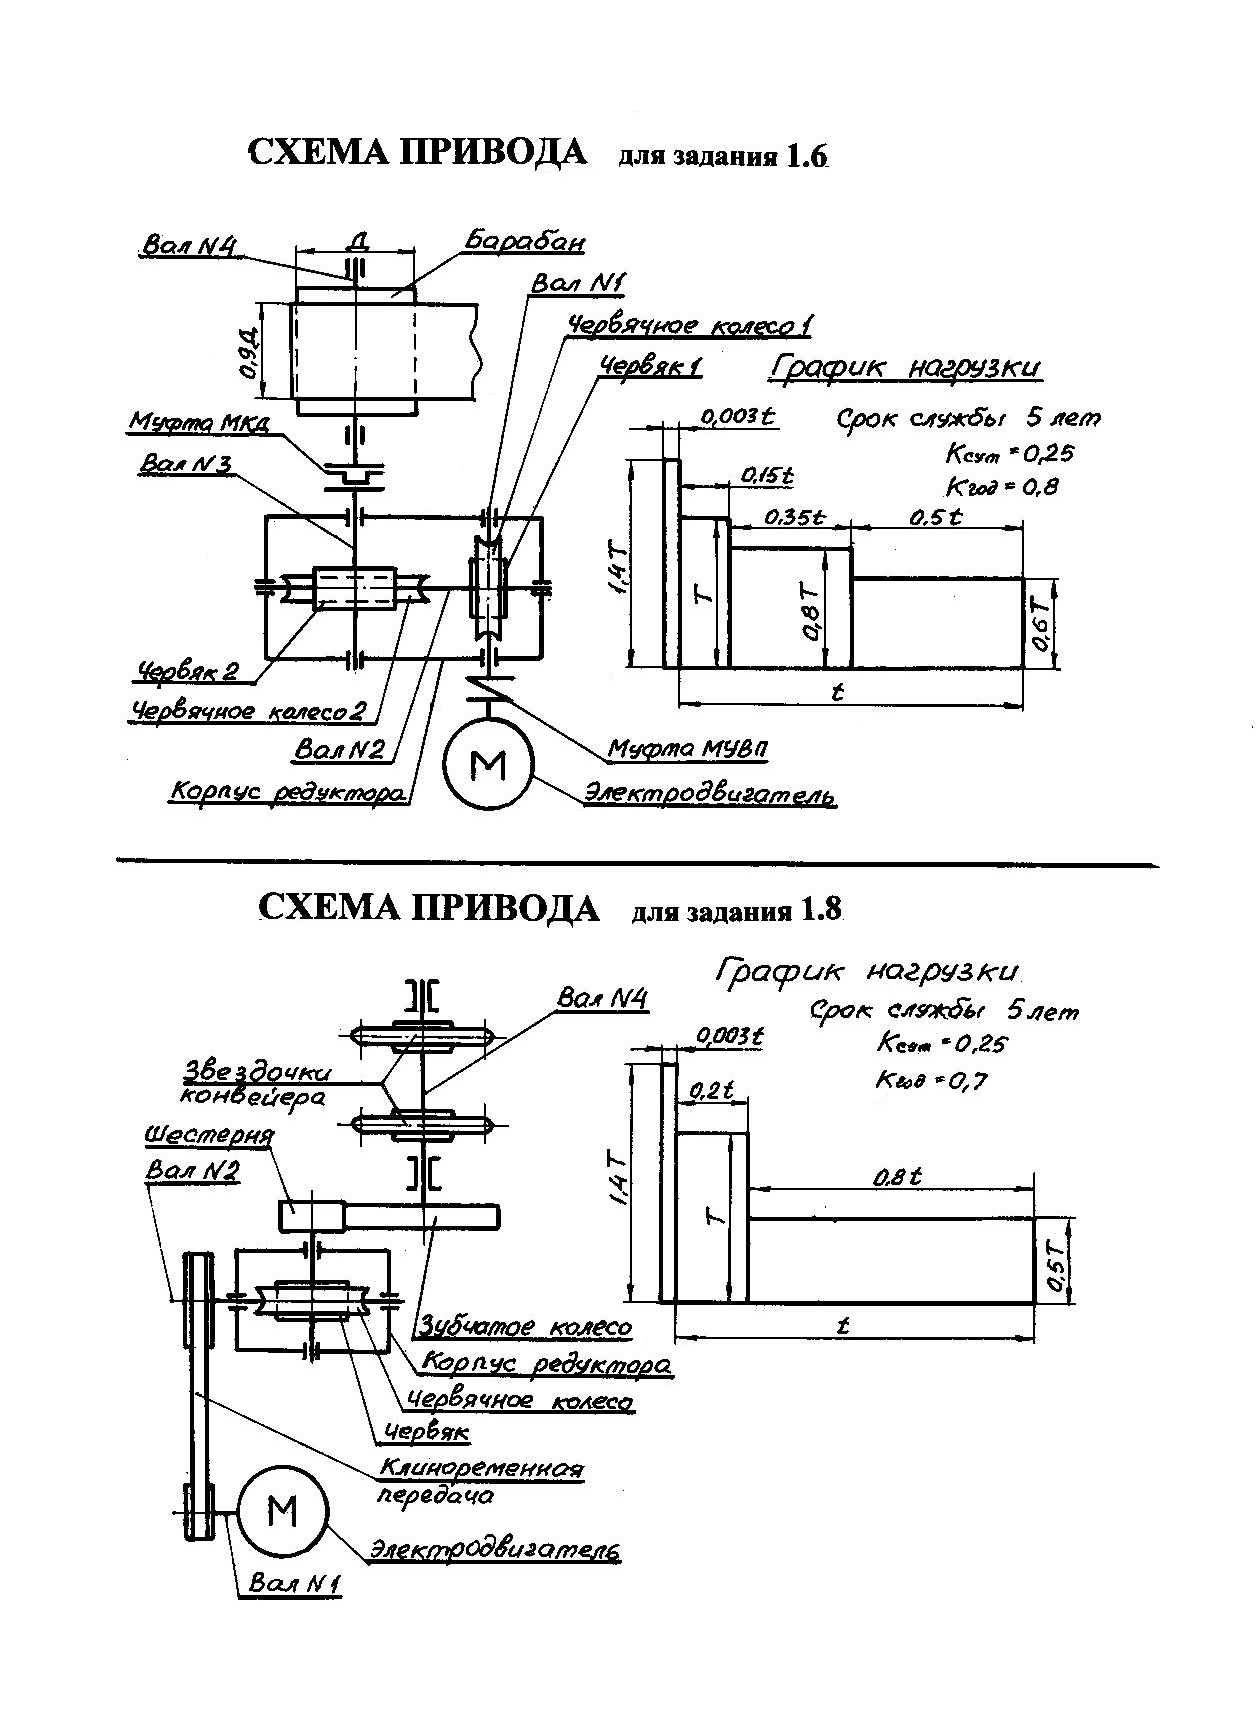 СХЕМА ПРИВОДА для задания 1.6
Вал N4
Д
Барабан
Вал N1
Червячное колесо 1
0,9Д
Червяк 1
График нагрузки
Муфта МКД
0,003t
Срок службы 5 лет
Вал N3
Ксут = 0,25
0,15t
Кгод = 0,8
0,35t
0,5t
1,4T
T
0,8T
0,6T
Червяк 2
t
Червячное колесо 2
Вал N2
Муфта МУВП
М
Корпус редуктора
Электродвигатель
СХЕМА ПРИВОДА для задания 1.8
График нагрузки
Вал N4
Срок службы 5 лет
0,003t
Ксут = 0,25
Звездочки
конвейера
Кгод = 0,7
0,2t
Шестерня
Вал N2
0,8t
1,4T
T
0,5T
Зубчатое колесо
t
Корпус редуктора
Червячное колесо
Червяк
Клиноременная
передача
М
Электродвигатель
Вал N1